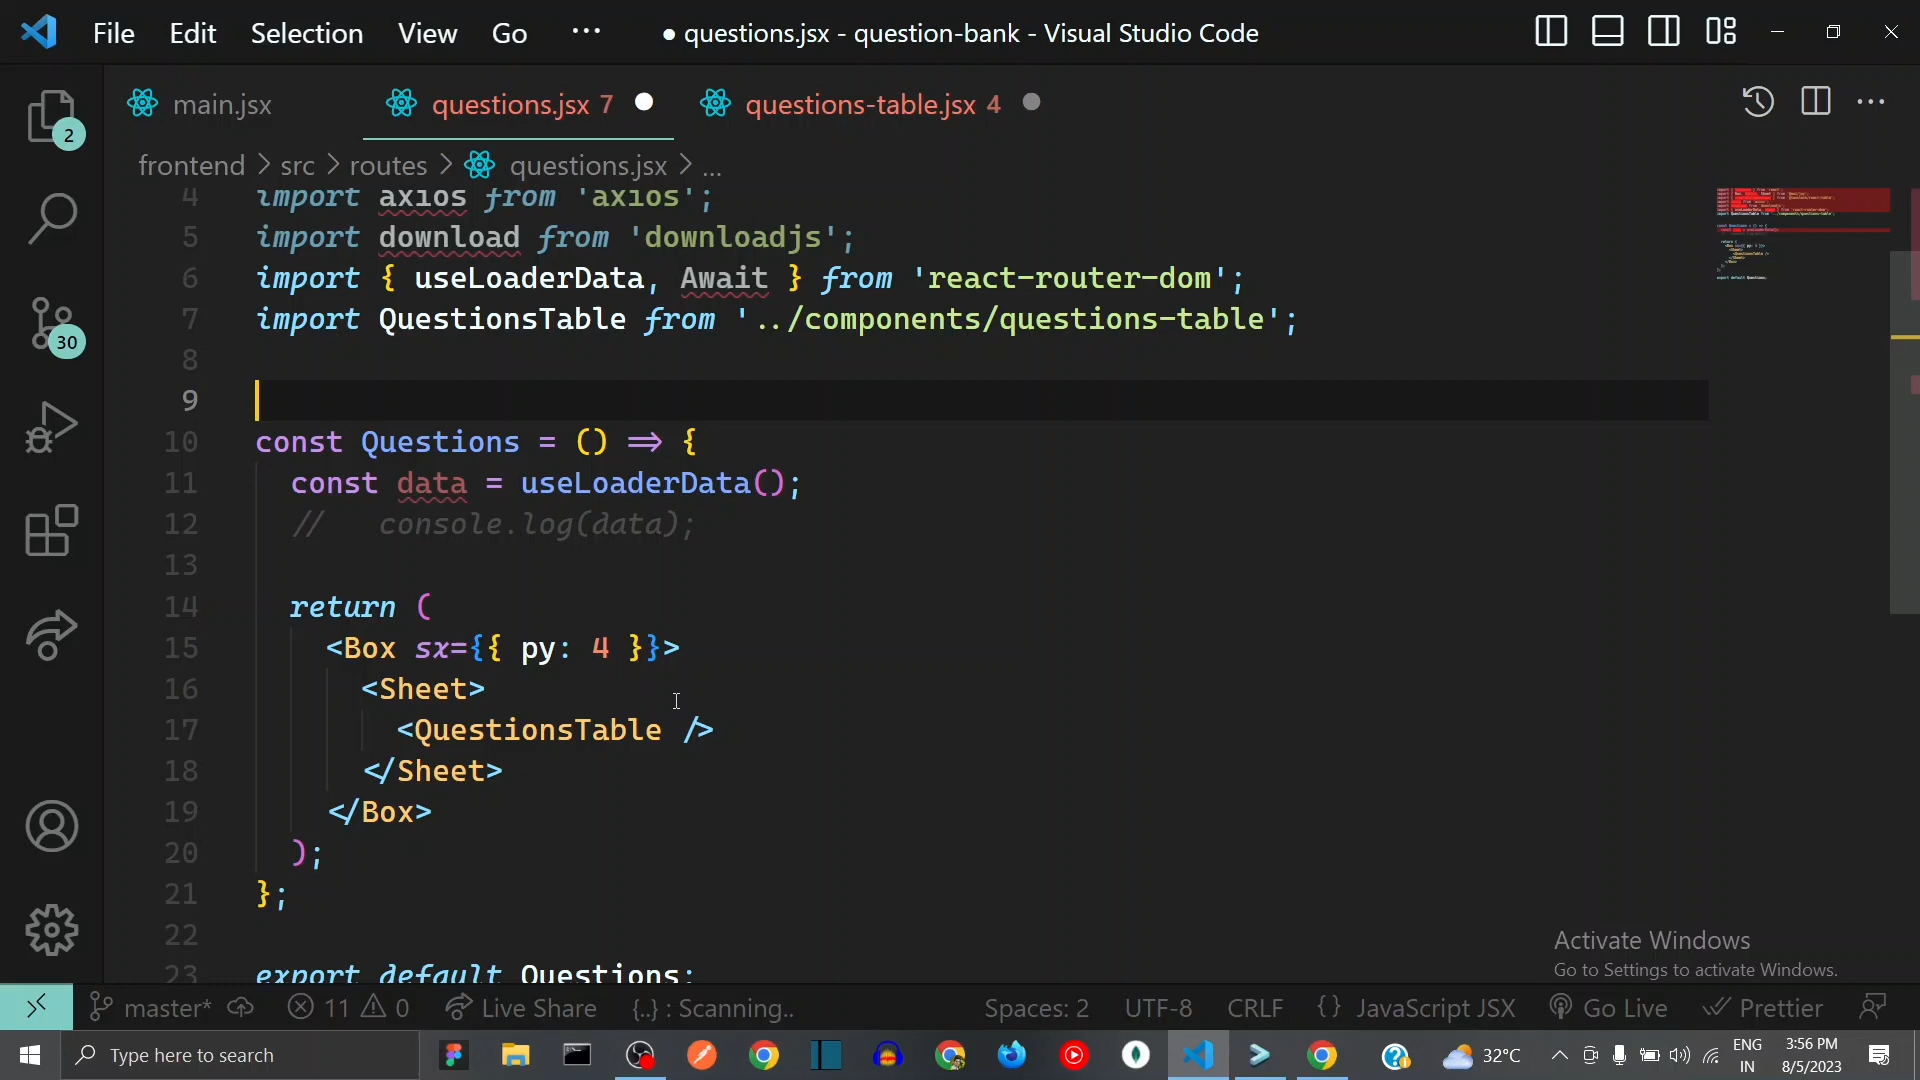 File Edit Selection View Go ··· ● questions.jsx - question-bank - Visual Studio Code
main.jsx questions.jsx 7 questions-table.jsx 4
frontend > src > routes > questions.jsx > ...
2
30
4 import axios from 'axios';
5 import download from 'downloadjs';
6 import { useLoaderData, Await } from 'react-router-dom';
7 import QuestionsTable from '../components/questions-table';
8
9
10 const Questions = () => {
11 const data = useLoaderData();
12 // console.log(data);
13
14 return (
15 <Box sx={{ py: 4 }}>
16 <Sheet>
17 <QuestionsTable />
18 </Sheet>
19 </Box>
20 );
21 };
22
23 export default Questions;
Activate Windows
Go to Settings to activate Windows.
master* 11 0 Live Share {..} : Scanning.. Spaces: 2 UTF-8 CRLF {} JavaScript JSX Go Live Prettier
Type here to search 32°C ENG IN 3:56 PM 8/5/2023